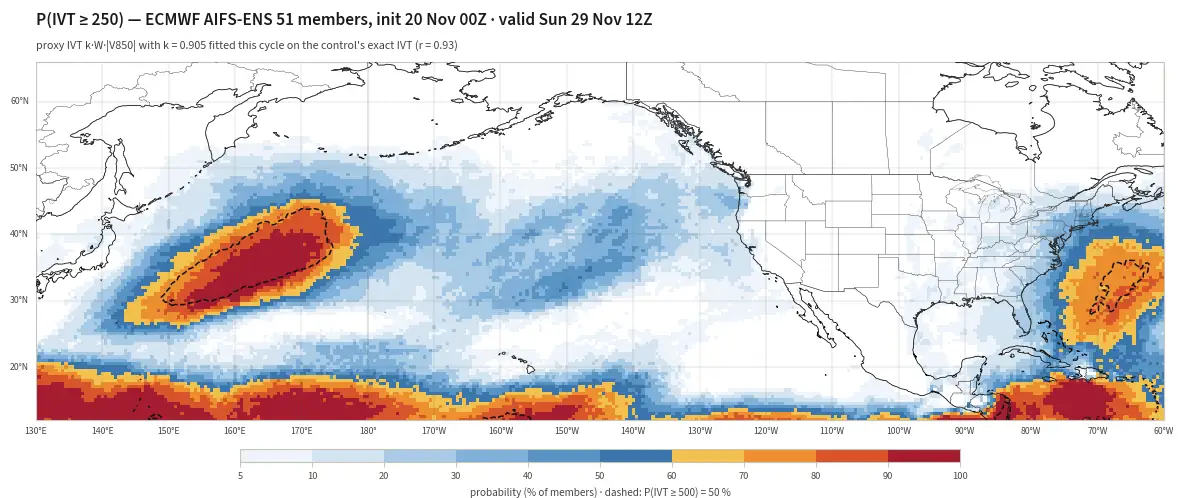 P(IVT ≥ 250) — ECMWF AIFS-ENS 51 members, init 20 Nov 00Z · valid Sun 29 Nov 12Z
proxy IVT k·W·|V850| with k = 0.905 fitted this cycle on the control's exact IVT (r = 0.93)
60°N
50°N
40°N
30°N
20°N
130°E 140°E 150°E 160°E 170°E 180° 170°W 160°W 150°W 140°W 130°W 120°W 110°W 100°W 90°W 80°W 70°W 60°W
5 10 20 30 40 50 60 70 80 90 100
probability (% of members) · dashed: P(IVT ≥ 500) = 50 %